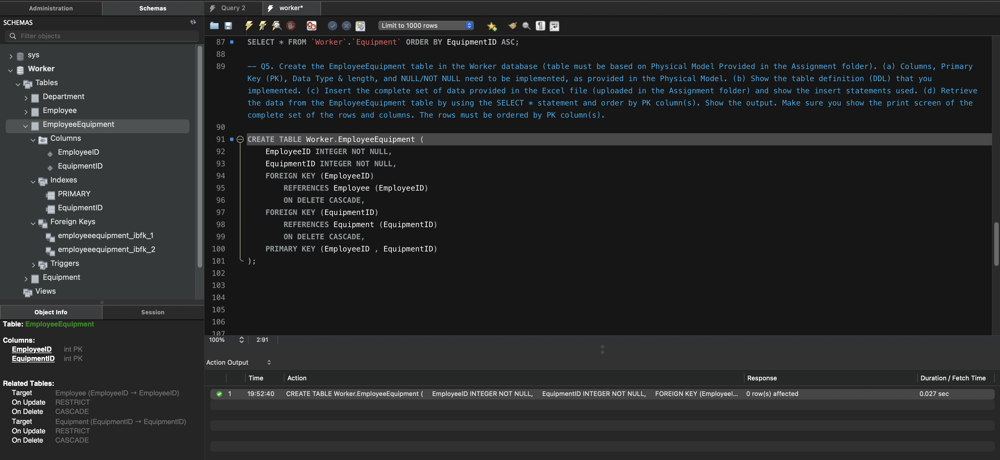 Administration
Schemas
SCHEMAS
Filter objects
sys
Worker
Tables
Department
Employee
EmployeeEquipment
Columns
EmployeeID
EquipmentID
Indexes
PRIMARY
EquipmentID
Foreign Keys
employeeequipment_ibfk_1
employeeequipment_ibfk_2
Triggers
Equipment
Views
Object Info
Session
Table: EmployeeEquipment
Columns:
EmployeeID int PK
EquipmentID int PK
Related Tables:
Target Employee (EmployeeID → EmployeeID)
On Update RESTRICT
On Delete CASCADE
Target Equipment (EquipmentID → EquipmentID)
On Update RESTRICT
On Delete CASCADE
Query 2
worker*
Limit to 1000 rows
87 SELECT * FROM `Worker`.`Equipment` ORDER BY EquipmentID ASC;
88
89 -- Q5. Create the EmployeeEquipment table in the Worker database (table must be based on Physical Model Provided in the Assignment folder). (a) Columns, Primary
Key (PK), Data Type & length, and NULL/NOT NULL need to be implemented, as provided in the Physical Model. (b) Show the table definition (DDL) that you
implemented. (c) Insert the complete set of data provided in the Excel file (uploaded in the Assignment folder) and show the insert statements used. (d) Retrieve
the data from the EmployeeEquipment table by using the SELECT * statement and order by PK column(s). Show the output. Make sure you show the print screen of the
complete set of the rows and columns. The rows must be ordered by PK column(s).
90
91 CREATE TABLE Worker.EmployeeEquipment (
92 EmployeeID INTEGER NOT NULL,
93 EquipmentID INTEGER NOT NULL,
94 FOREIGN KEY (EmployeeID)
95 REFERENCES Employee (EmployeeID)
96 ON DELETE CASCADE,
97 FOREIGN KEY (EquipmentID)
98 REFERENCES Equipment (EquipmentID)
99 ON DELETE CASCADE,
100 PRIMARY KEY (EmployeeID , EquipmentID)
101 );
102
103
104
105
106
107
100% 2:91
Action Output
Time Action Response Duration / Fetch Time
1 19:52:40 CREATE TABLE Worker.EmployeeEquipment ( EmployeeID INTEGER NOT NULL, EquipmentID INTEGER NOT NULL, FOREIGN KEY (EmployeeI... 0 row(s) affected 0.027 sec